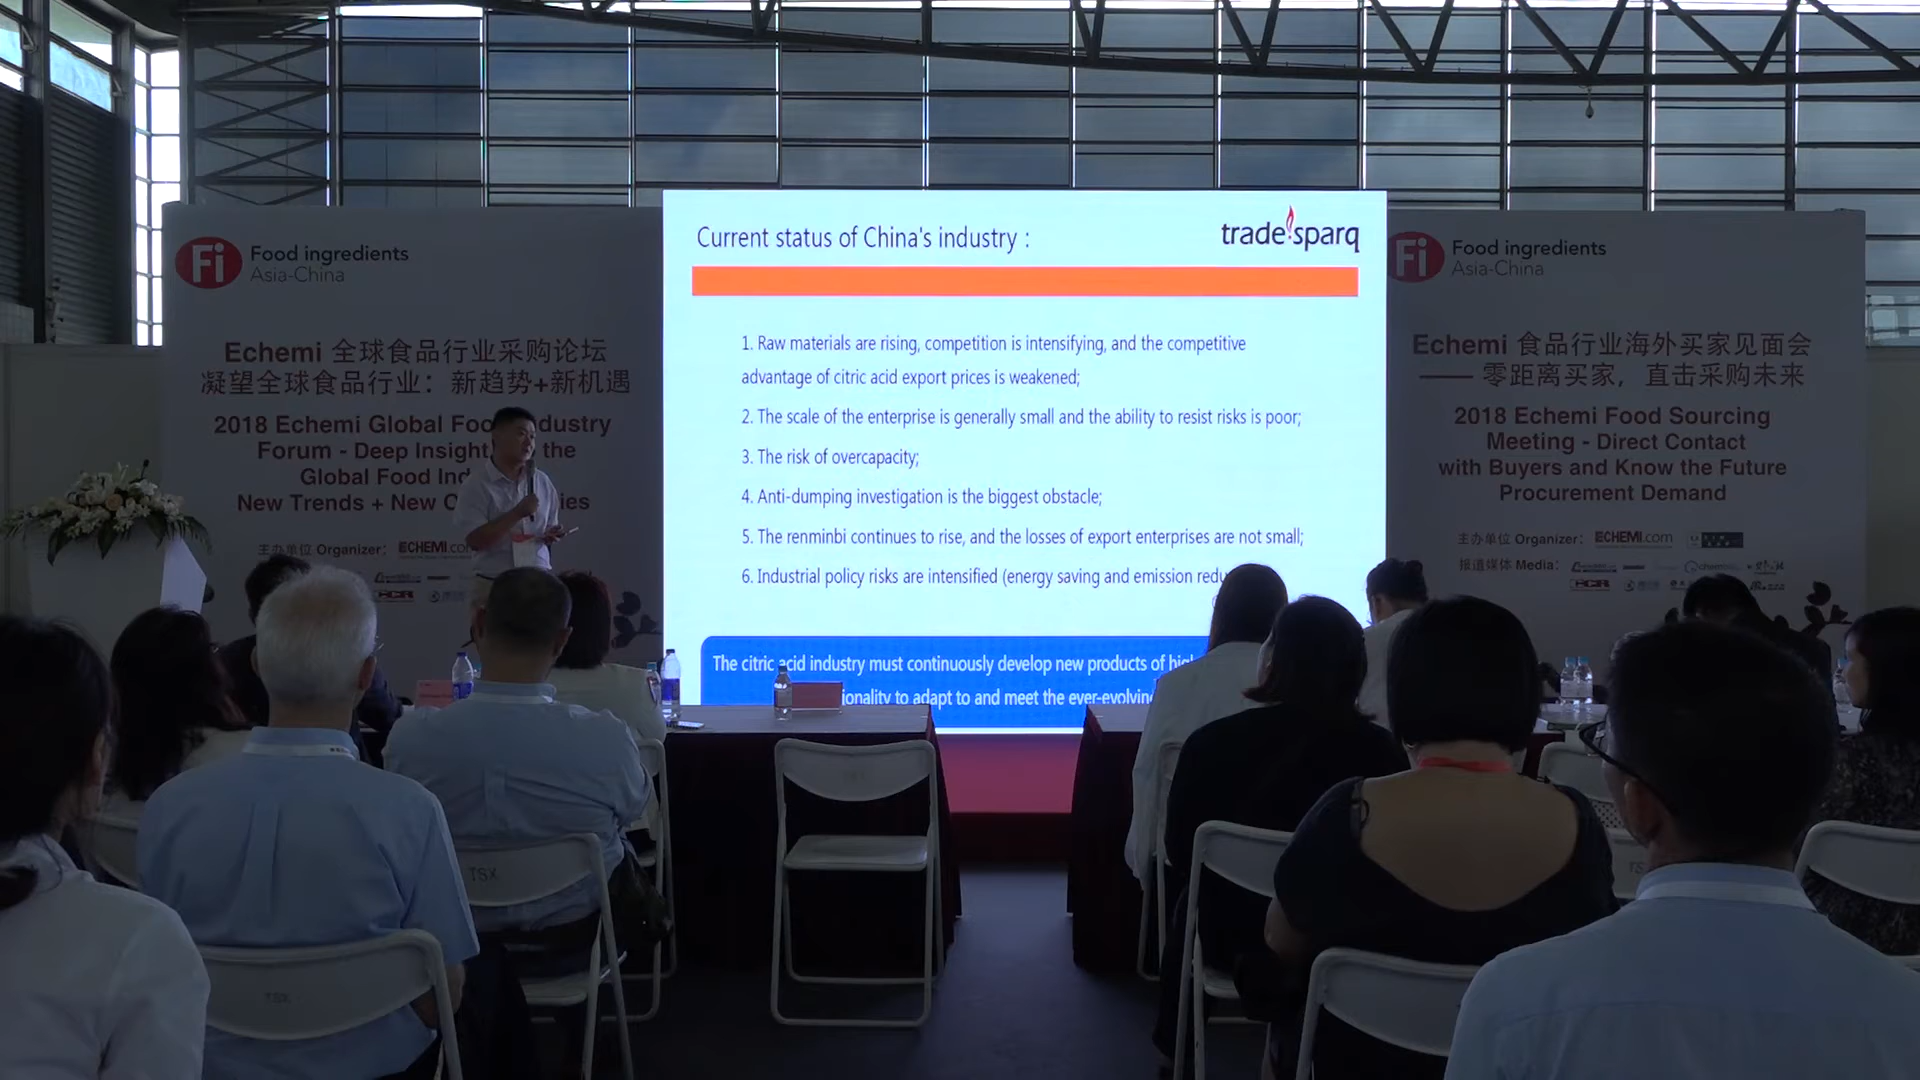 Fi
Food ingredients
Asia-China
Echemi 全球食品行业采购论坛
凝望全球食品行业：新趋势+新机遇
2018 Echemi Global Food Industry
Forum - Deep Insight the
Global Food
New Trends + New
主办单位 Organizer: ECHEMI.com
CCR
Current status of China's industry :
trade sparq
1. Raw materials are rising, competition is intensifying, and the competitive
advantage of citric acid export prices is weakened;
2. The scale of the enterprise is generally small and the ability to resist risks is poor;
3. The risk of overcapacity;
4. Anti-dumping investigation is the biggest obstacle;
5. The renminbi continues to rise, and the losses of export enterprises are not small;
6. Industrial policy risks are intensified (energy saving and emission
The citric acid industry must continuously develop new products of
to adapt to and meet the
Fi
Food ingredients
Asia-China
Echemi 食品行业海外买家见面会
—— 零距离买家，直击采购未来
2018 Echemi Food Sourcing
Meeting - Direct Contact
with Buyers and Know the Future
Procurement Demand
主办单位 Organizer: ECHEMI.com
报道媒体 Media:
CCR
TSX
TSX